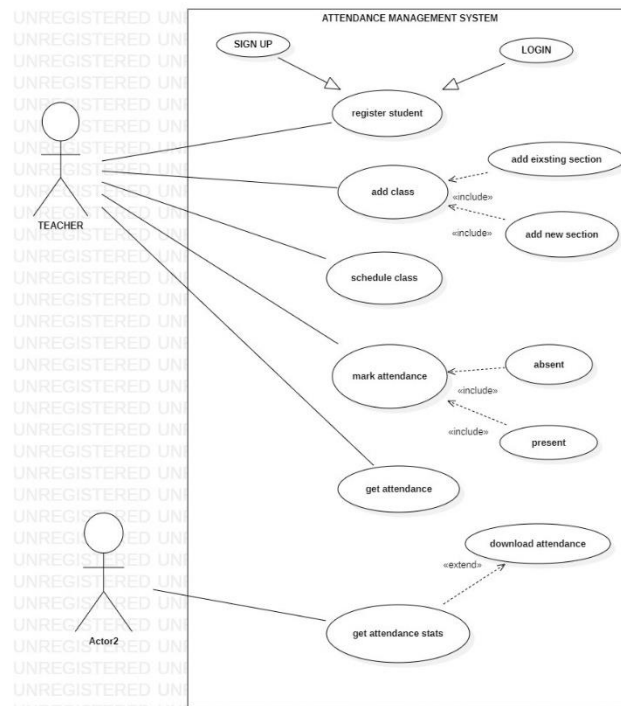 ATTENDANCE MANAGEMENT SYSTEM
SIGN UP
LOGIN
register student
add eixsting section
add class
«include»
«include»
add new section
TEACHER
schedule class
absent
mark attendance
«include»
«include»
present
get attendance
download attendance
«extend»
Actor2
get attendance stats
UNREGISTERED UNREGISTERED
UNREGISTERED